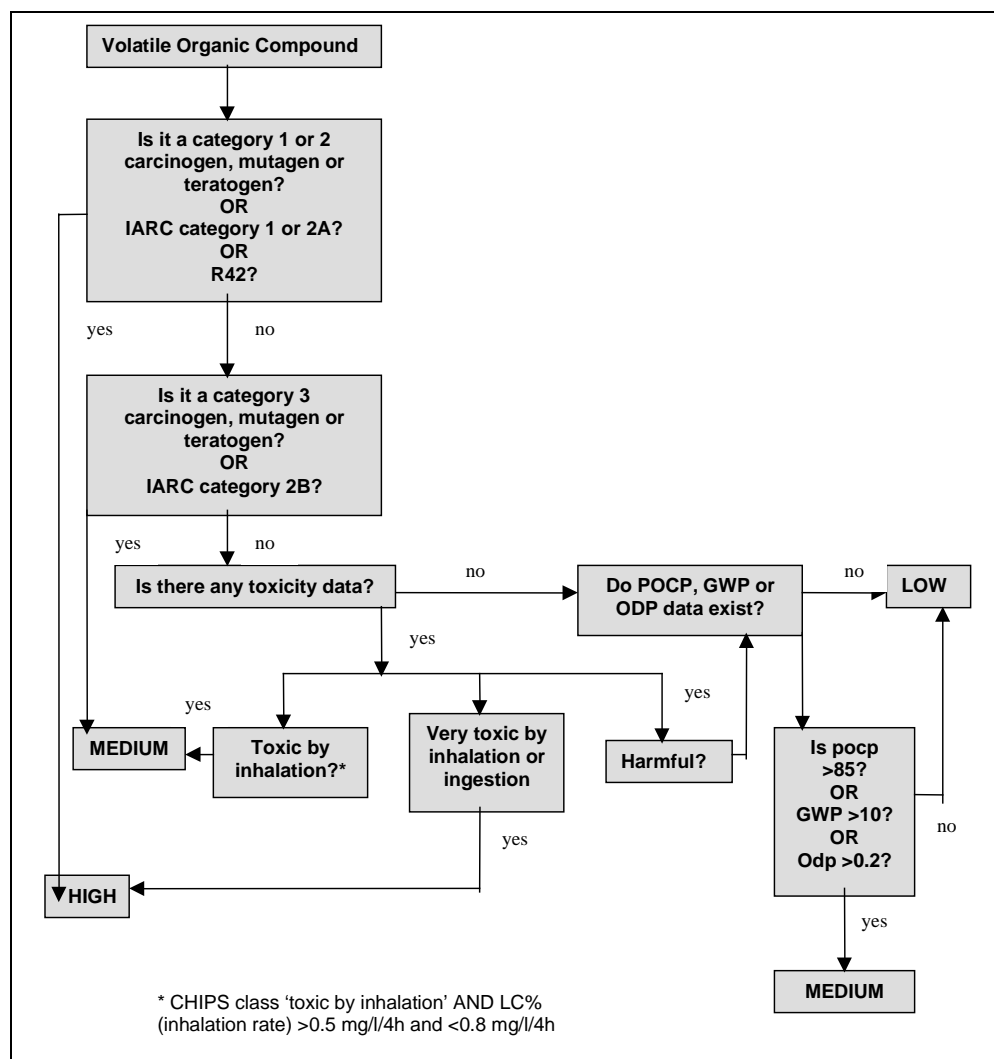 Volatile Organic Compound
Is it a category 1 or 2
carcinogen, mutagen or
teratogen?
OR
IARC category 1 or 2A?
OR
R42?
yes
no
Is it a category 3
carcinogen, mutagen or
teratogen?
OR
IARC category 2B?
yes
no
Is there any toxicity data?
no
Do POCP, GWP or
ODP data exist?
no
LOW
yes
yes
MEDIUM
Toxic by
inhalation?*
Very toxic by
inhalation or
ingestion
yes
Harmful?
Is pocp
>85?
OR
GWP >10?
OR
Odp >0.2?
no
yes
HIGH
yes
MEDIUM
* CHIPS class ‘toxic by inhalation’ AND LC%
(inhalation rate) >0.5 mg/l/4h and <0.8 mg/l/4h